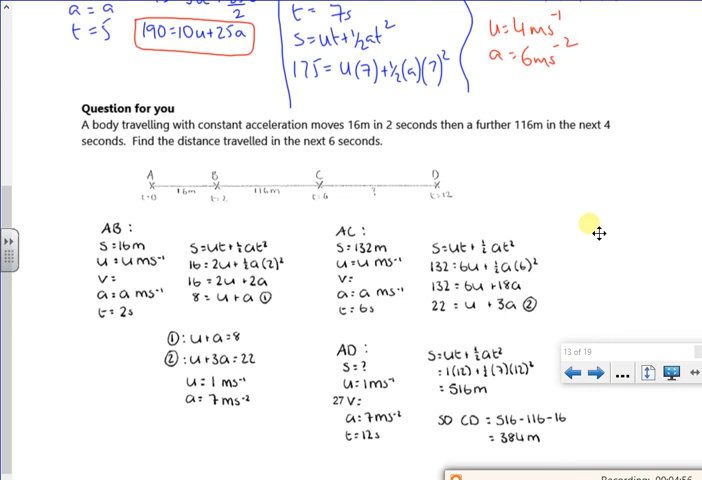 a = a
t = 5
190 = 10u + 25a
t = 7s
s = ut + ½at²
175 = u(7) + ½(a)(7)²
u = 4ms⁻¹
a = 6ms⁻²
Question for you
A body travelling with constant acceleration moves 16m in 2 seconds then a further 116m in the next 4
seconds. Find the distance travelled in the next 6 seconds.
A B C D
16m 116m ?
t=0 t=2 t=6 t=12
AB :
s = 16m
u = u ms⁻¹
v =
a = a ms⁻¹
t = 2s
s = ut + ½at²
16 = 2u + ½a(2)²
16 = 2u + 2a
8 = u + a ①
AC :
s = 132m
u = u ms⁻¹
v:
a = a ms⁻¹
t = 6s
s = ut + ½at²
132 = 6u + ½a(6)²
132 = 6u + 18a
22 = u + 3a ②
① : u + a = 8
② : u + 3a = 22
u = 1 ms⁻¹
a = 7 ms⁻²
AD :
s = ?
u = 1ms⁻¹
27 v:
a = 7ms⁻²
t = 12s
s = ut + ½at²
= 1(12) + ½(7)(12)²
= 516m
SO CD = 516 - 116 - 16
= 384m
13 of 19